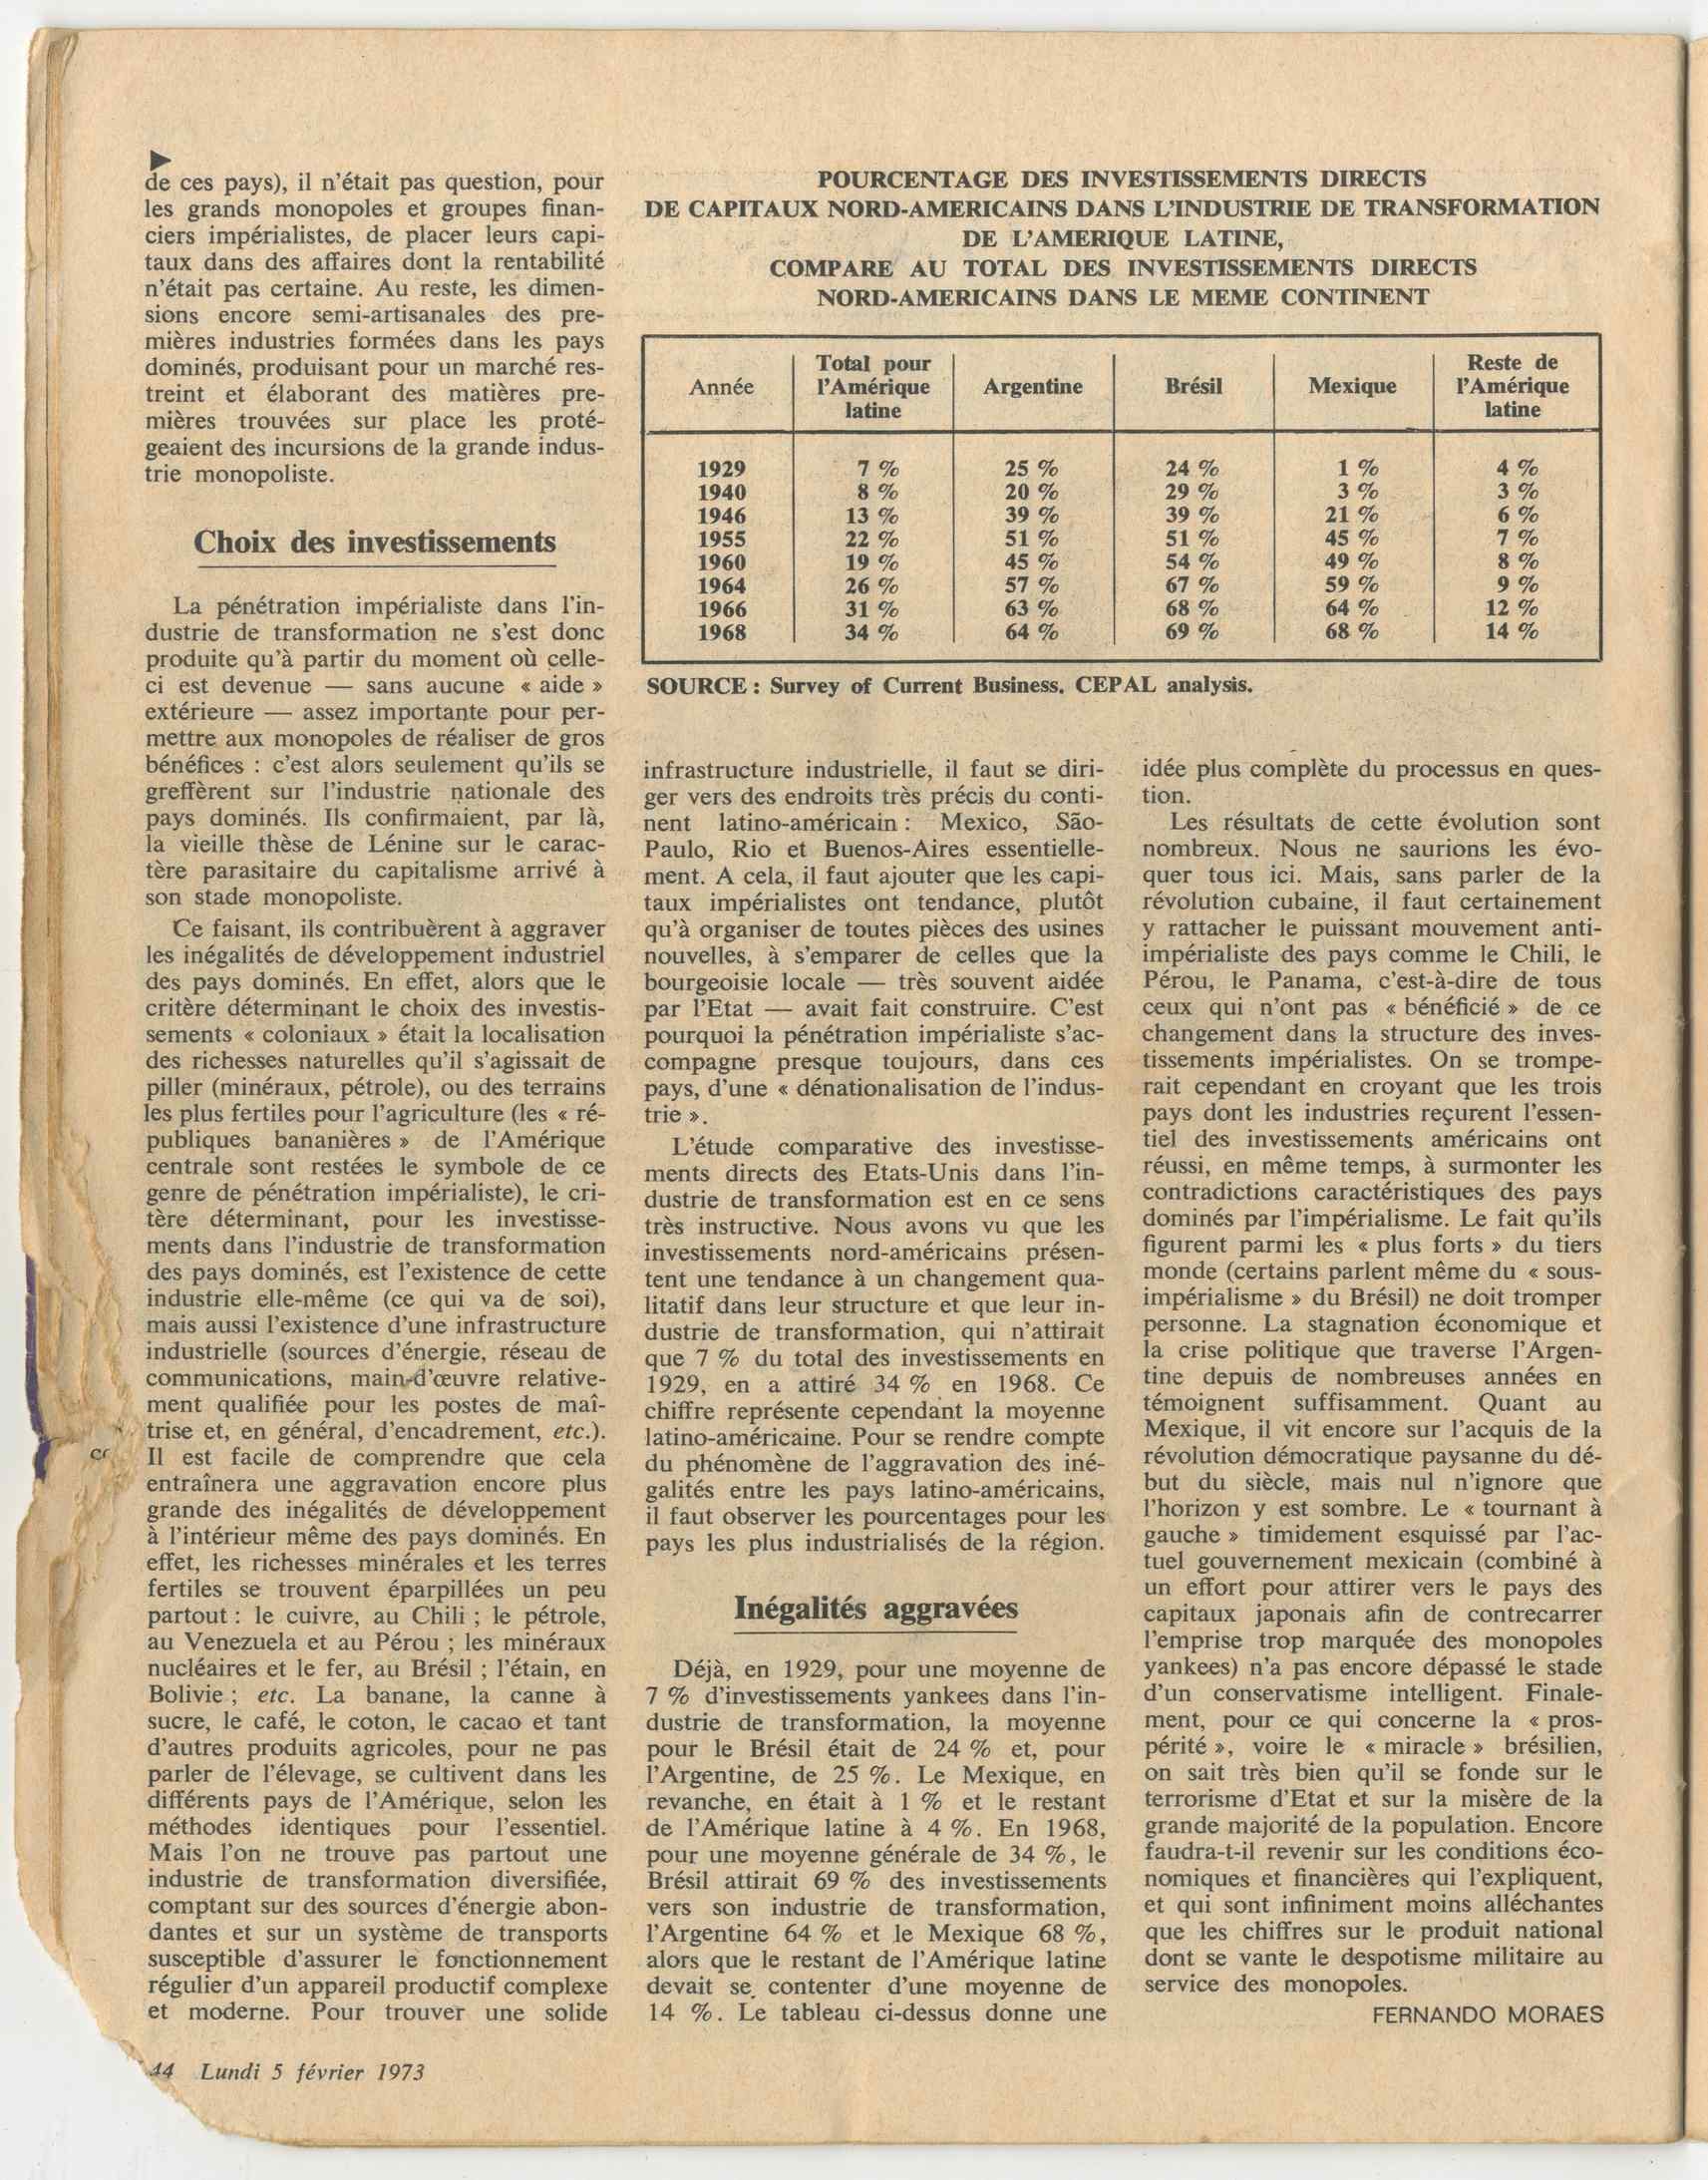 ▶
de ces pays), il n'était pas question, pour
les grands monopoles et groupes finan-
ciers impérialistes, de placer leurs capi-
taux dans des affaires dont la rentabilité
n'était pas certaine. Au reste, les dimen-
sions encore semi-artisanales des pre-
mières industries formées dans les pays
dominés, produisant pour un marché res-
treint et élaborant des matières pre-
mières trouvées sur place les proté-
geaient des incursions de la grande indus-
trie monopoliste.
Choix des investissements
La pénétration impérialiste dans l'in-
dustrie de transformation ne s'est donc
produite qu'à partir du moment où celle-
ci est devenue — sans aucune « aide »
extérieure — assez importante pour per-
mettre aux monopoles de réaliser de gros
bénéfices : c'est alors seulement qu'ils se
greffèrent sur l'industrie nationale des
pays dominés. Ils confirmaient, par là,
la vieille thèse de Lénine sur le carac-
tère parasitaire du capitalisme arrivé à
son stade monopoliste.
Ce faisant, ils contribuèrent à aggraver
les inégalités de développement industriel
des pays dominés. En effet, alors que le
critère déterminant le choix des investis-
sements « coloniaux » était la localisation
des richesses naturelles qu'il s'agissait de
piller (minéraux, pétrole), ou des terrains
les plus fertiles pour l'agriculture (les « ré-
publiques bananières » de l'Amérique
centrale sont restées le symbole de ce
genre de pénétration impérialiste), le cri-
tère déterminant, pour les investisse-
ments dans l'industrie de transformation
des pays dominés, est l'existence de cette
industrie elle-même (ce qui va de soi),
mais aussi l'existence d'une infrastructure
industrielle (sources d'énergie, réseau de
communications, main-d'œuvre relative-
ment qualifiée pour les postes de maî-
trise et, en général, d'encadrement, etc.).
Il est facile de comprendre que cela
entraînera une aggravation encore plus
grande des inégalités de développement
à l'intérieur même des pays dominés. En
effet, les richesses minérales et les terres
fertiles se trouvent éparpillées un peu
partout : le cuivre, au Chili ; le pétrole,
au Venezuela et au Pérou ; les minéraux
nucléaires et le fer, au Brésil ; l'étain, en
Bolivie ; etc. La banane, la canne à
sucre, le café, le coton, le cacao et tant
d'autres produits agricoles, pour ne pas
parler de l'élevage, se cultivent dans les
différents pays de l'Amérique, selon les
méthodes identiques pour l'essentiel.
Mais l'on ne trouve pas partout une
industrie de transformation diversifiée,
comptant sur des sources d'énergie abon-
dantes et sur un système de transports
susceptible d'assurer le fonctionnement
régulier d'un appareil productif complexe
et moderne. Pour trouver une solide
POURCENTAGE DES INVESTISSEMENTS DIRECTS
DE CAPITAUX NORD-AMERICAINS DANS L'INDUSTRIE DE TRANSFORMATION
DE L'AMERIQUE LATINE,
COMPARE AU TOTAL DES INVESTISSEMENTS DIRECTS
NORD-AMERICAINS DANS LE MEME CONTINENT
Année Total pour l'Amérique latine Argentine Brésil Mexique Reste de l'Amérique latine
1929 7 % 25 % 24 % 1 % 4 %
1940 8 % 20 % 29 % 3 % 3 %
1946 13 % 39 % 39 % 21 % 6 %
1955 22 % 51 % 51 % 45 % 7 %
1960 19 % 45 % 54 % 49 % 8 %
1964 26 % 57 % 67 % 59 % 9 %
1966 31 % 63 % 68 % 64 % 12 %
1968 34 % 64 % 69 % 68 % 14 %
SOURCE : Survey of Current Business. CEPAL analysis.
infrastructure industrielle, il faut se diri-
ger vers des endroits très précis du conti-
nent latino-américain : Mexico, São-
Paulo, Rio et Buenos-Aires essentielle-
ment. A cela, il faut ajouter que les capi-
taux impérialistes ont tendance, plutôt
qu'à organiser de toutes pièces des usines
nouvelles, à s'emparer de celles que la
bourgeoisie locale — très souvent aidée
par l'Etat — avait fait construire. C'est
pourquoi la pénétration impérialiste s'ac-
compagne presque toujours, dans ces
pays, d'une « dénationalisation de l'indus-
trie ».
L'étude comparative des investisse-
ments directs des Etats-Unis dans l'in-
dustrie de transformation est en ce sens
très instructive. Nous avons vu que les
investissements nord-américains présen-
tent une tendance à un changement qua-
litatif dans leur structure et que leur in-
dustrie de transformation, qui n'attirait
que 7 % du total des investissements en
1929, en a attiré 34 % en 1968. Ce
chiffre représente cependant la moyenne
latino-américaine. Pour se rendre compte
du phénomène de l'aggravation des iné-
galités entre les pays latino-américains,
il faut observer les pourcentages pour les
pays les plus industrialisés de la région.
Inégalités aggravées
Déjà, en 1929, pour une moyenne de
7 % d'investissements yankees dans l'in-
dustrie de transformation, la moyenne
pour le Brésil était de 24 % et, pour
l'Argentine, de 25 %. Le Mexique, en
revanche, en était à 1 % et le restant
de l'Amérique latine à 4 %. En 1968,
pour une moyenne générale de 34 %, le
Brésil attirait 69 % des investissements
vers son industrie de transformation,
l'Argentine 64 % et le Mexique 68 %,
alors que le restant de l'Amérique latine
devait se contenter d'une moyenne de
14 %. Le tableau ci-dessus donne une
idée plus complète du processus en ques-
tion.
Les résultats de cette évolution sont
nombreux. Nous ne saurions les évo-
quer tous ici. Mais, sans parler de la
révolution cubaine, il faut certainement
y rattacher le puissant mouvement anti-
impérialiste des pays comme le Chili, le
Pérou, le Panama, c'est-à-dire de tous
ceux qui n'ont pas « bénéficié » de ce
changement dans la structure des inves-
tissements impérialistes. On se trompe-
rait cependant en croyant que les trois
pays dont les industries reçurent l'essen-
tiel des investissements américains ont
réussi, en même temps, à surmonter les
contradictions caractéristiques des pays
dominés par l'impérialisme. Le fait qu'ils
figurent parmi les « plus forts » du tiers
monde (certains parlent même du « sous-
impérialisme » du Brésil) ne doit tromper
personne. La stagnation économique et
la crise politique que traverse l'Argen-
tine depuis de nombreuses années en
témoignent suffisamment. Quant au
Mexique, il vit encore sur l'acquis de la
révolution démocratique paysanne du dé-
but du siècle, mais nul n'ignore que
l'horizon y est sombre. Le « tournant à
gauche » timidement esquissé par l'ac-
tuel gouvernement mexicain (combiné à
un effort pour attirer vers le pays des
capitaux japonais afin de contrecarrer
l'emprise trop marquée des monopoles
yankees) n'a pas encore dépassé le stade
d'un conservatisme intelligent. Finale-
ment, pour ce qui concerne la « pros-
périté », voire le « miracle » brésilien,
on sait très bien qu'il se fonde sur le
terrorisme d'Etat et sur la misère de la
grande majorité de la population. Encore
faudra-t-il revenir sur les conditions éco-
nomiques et financières qui l'expliquent,
et qui sont infiniment moins alléchantes
que les chiffres sur le produit national
dont se vante le despotisme militaire au
service des monopoles.
FERNANDO MORAES
44 Lundi 5 février 1973